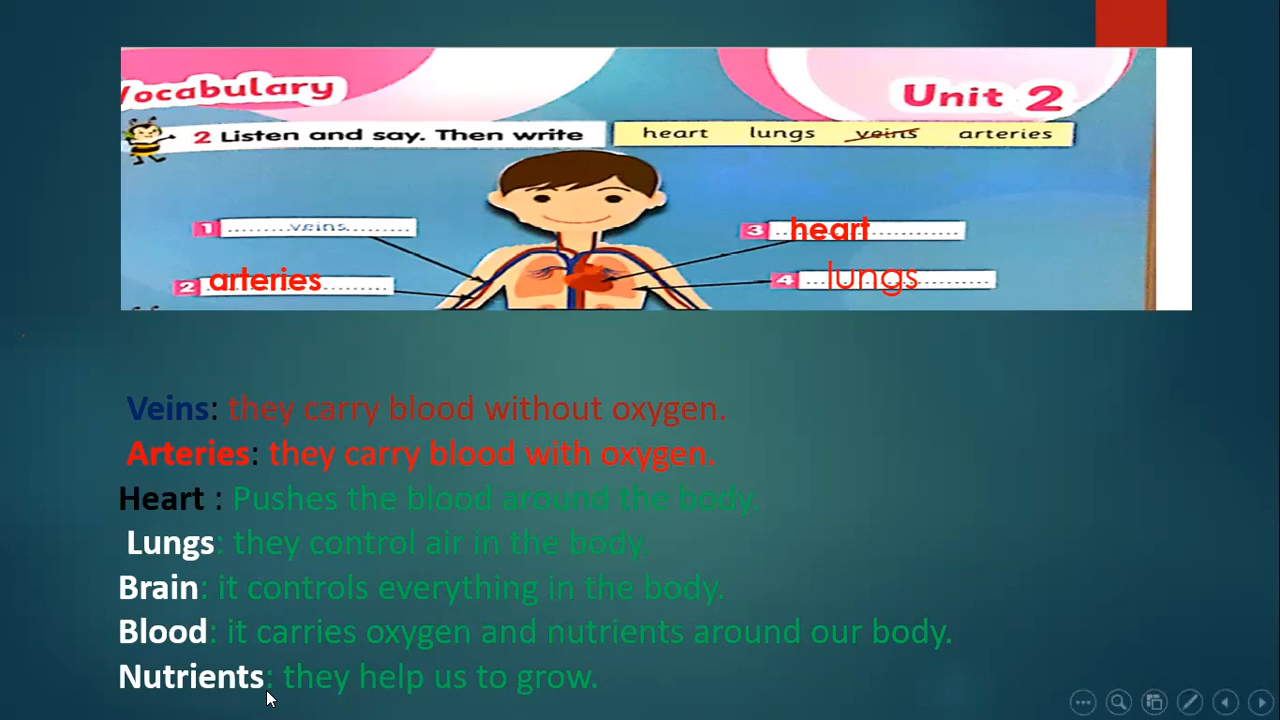 Vocabulary
Unit 2
2 Listen and say. Then write
heart lungs veins arteries
1 ........veins.........
3 ..heart..............
2 arteries..............
4 ...lungs.............
Veins: they carry blood without oxygen.
Arteries: they carry blood with oxygen.
Heart : Pushes the blood around the body.
Lungs: they control air in the body.
Brain: it controls everything in the body.
Blood: it carries oxygen and nutrients around our body.
Nutrients: they help us to grow.